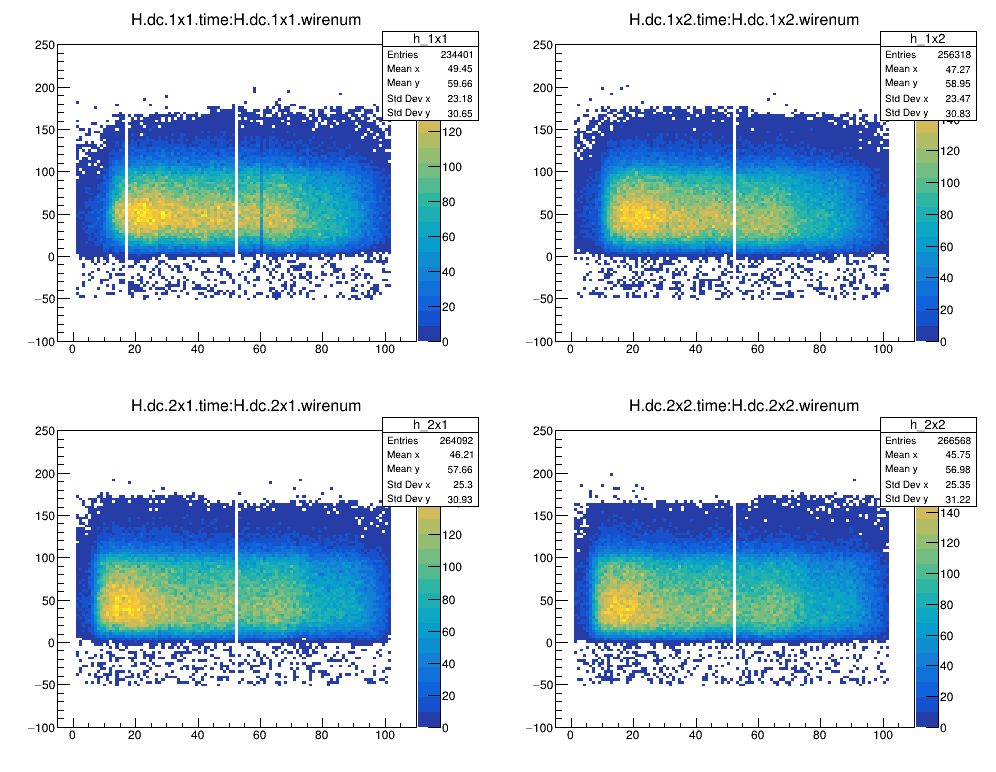 H.dc.1x1.time:H.dc.1x1.wirenum
h_1x1
Entries 234401
Mean x 49.45
Mean y 59.66
Std Dev x 23.18
Std Dev y 30.65
250
200
150
100
50
0
−50
−100
0 20 40 60 80 100
120
100
80
60
40
20
0
H.dc.1x2.time:H.dc.1x2.wirenum
h_1x2
Entries 256318
Mean x 47.27
Mean y 58.95
Std Dev x 23.47
Std Dev y 30.83
250
200
150
100
50
0
−50
−100
0 20 40 60 80 100
140
120
100
80
60
40
20
0
H.dc.2x1.time:H.dc.2x1.wirenum
h_2x1
Entries 264092
Mean x 46.21
Mean y 57.66
Std Dev x 25.3
Std Dev y 30.93
250
200
150
100
50
0
−50
−100
0 20 40 60 80 100
120
100
80
60
40
20
0
H.dc.2x2.time:H.dc.2x2.wirenum
h_2x2
Entries 266568
Mean x 45.75
Mean y 56.98
Std Dev x 25.35
Std Dev y 31.22
250
200
150
100
50
0
−50
−100
0 20 40 60 80 100
140
120
100
80
60
40
20
0